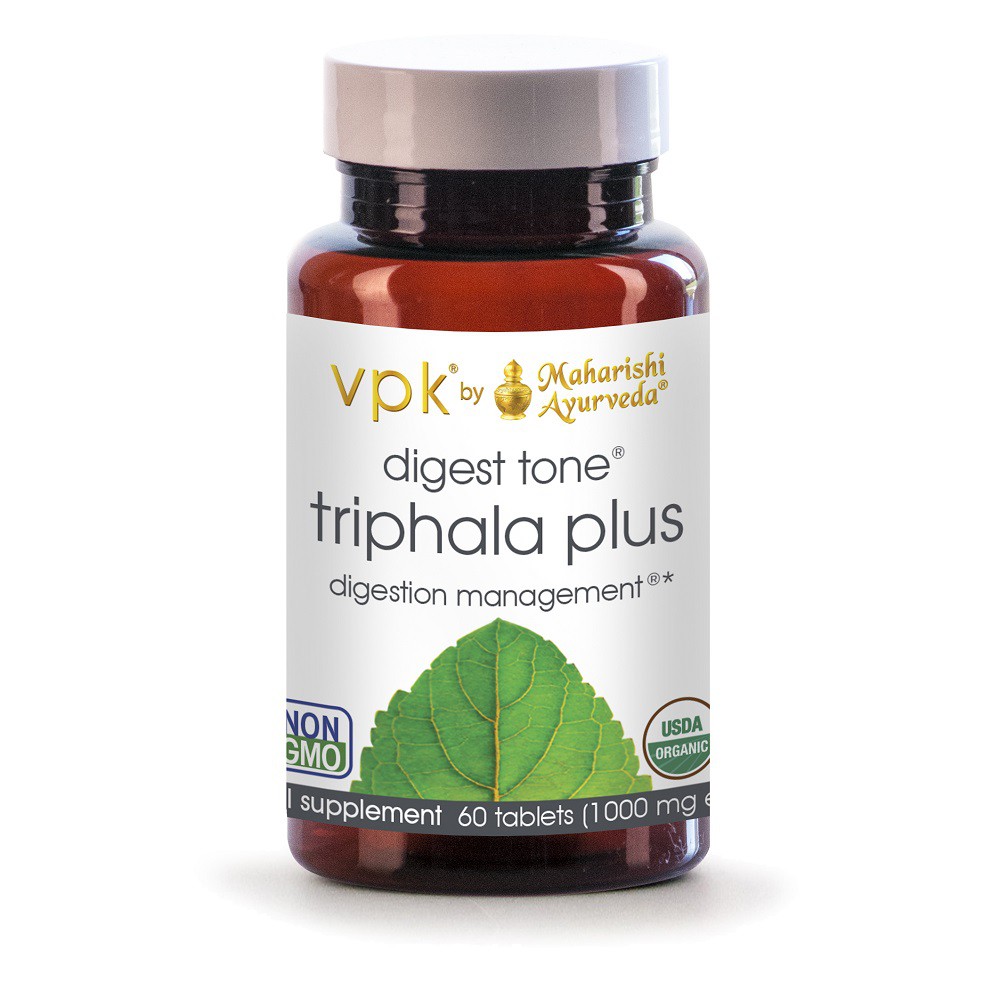 vpk® by Maharishi Ayurveda®
digest tone®
triphala plus
digestion management®*
NON
GMO
USDA
ORGANIC
supplement 60 tablets (1000 mg